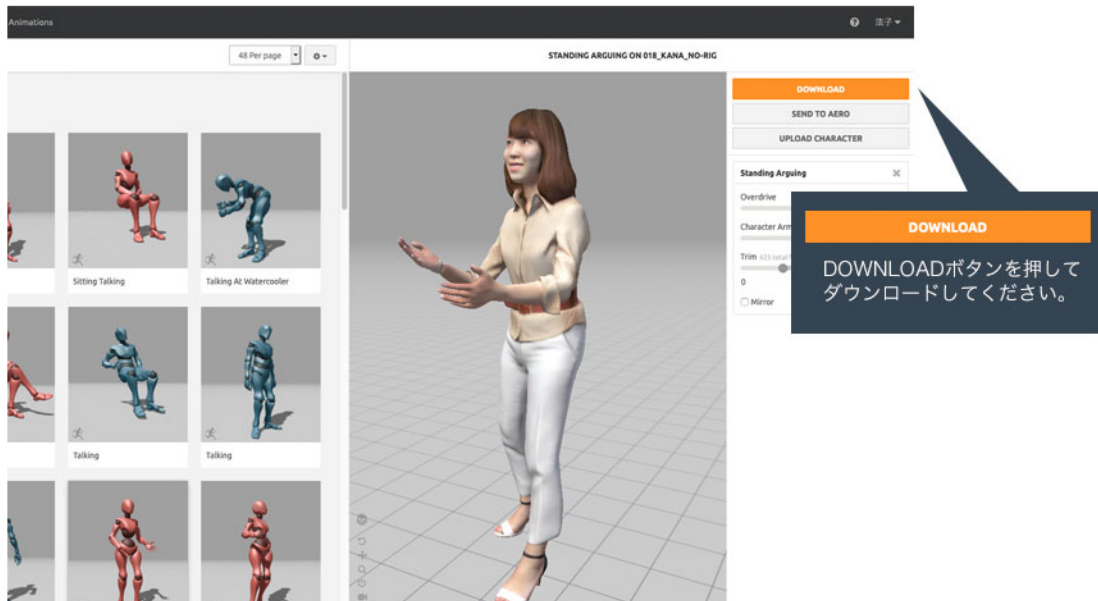 Animations
法子
48 Per page
STANDING ARGUING ON 018_KANA_NO-RIG
DOWNLOAD
SEND TO AERO
UPLOAD CHARACTER
Standing Arguing
Overdrive
Character Arm
Trim 623 total
0
Mirror
DOWNLOAD
DOWNLOADボタンを押して
ダウンロードしてください。
Sitting Talking
Talking At Watercooler
Talking
Talking